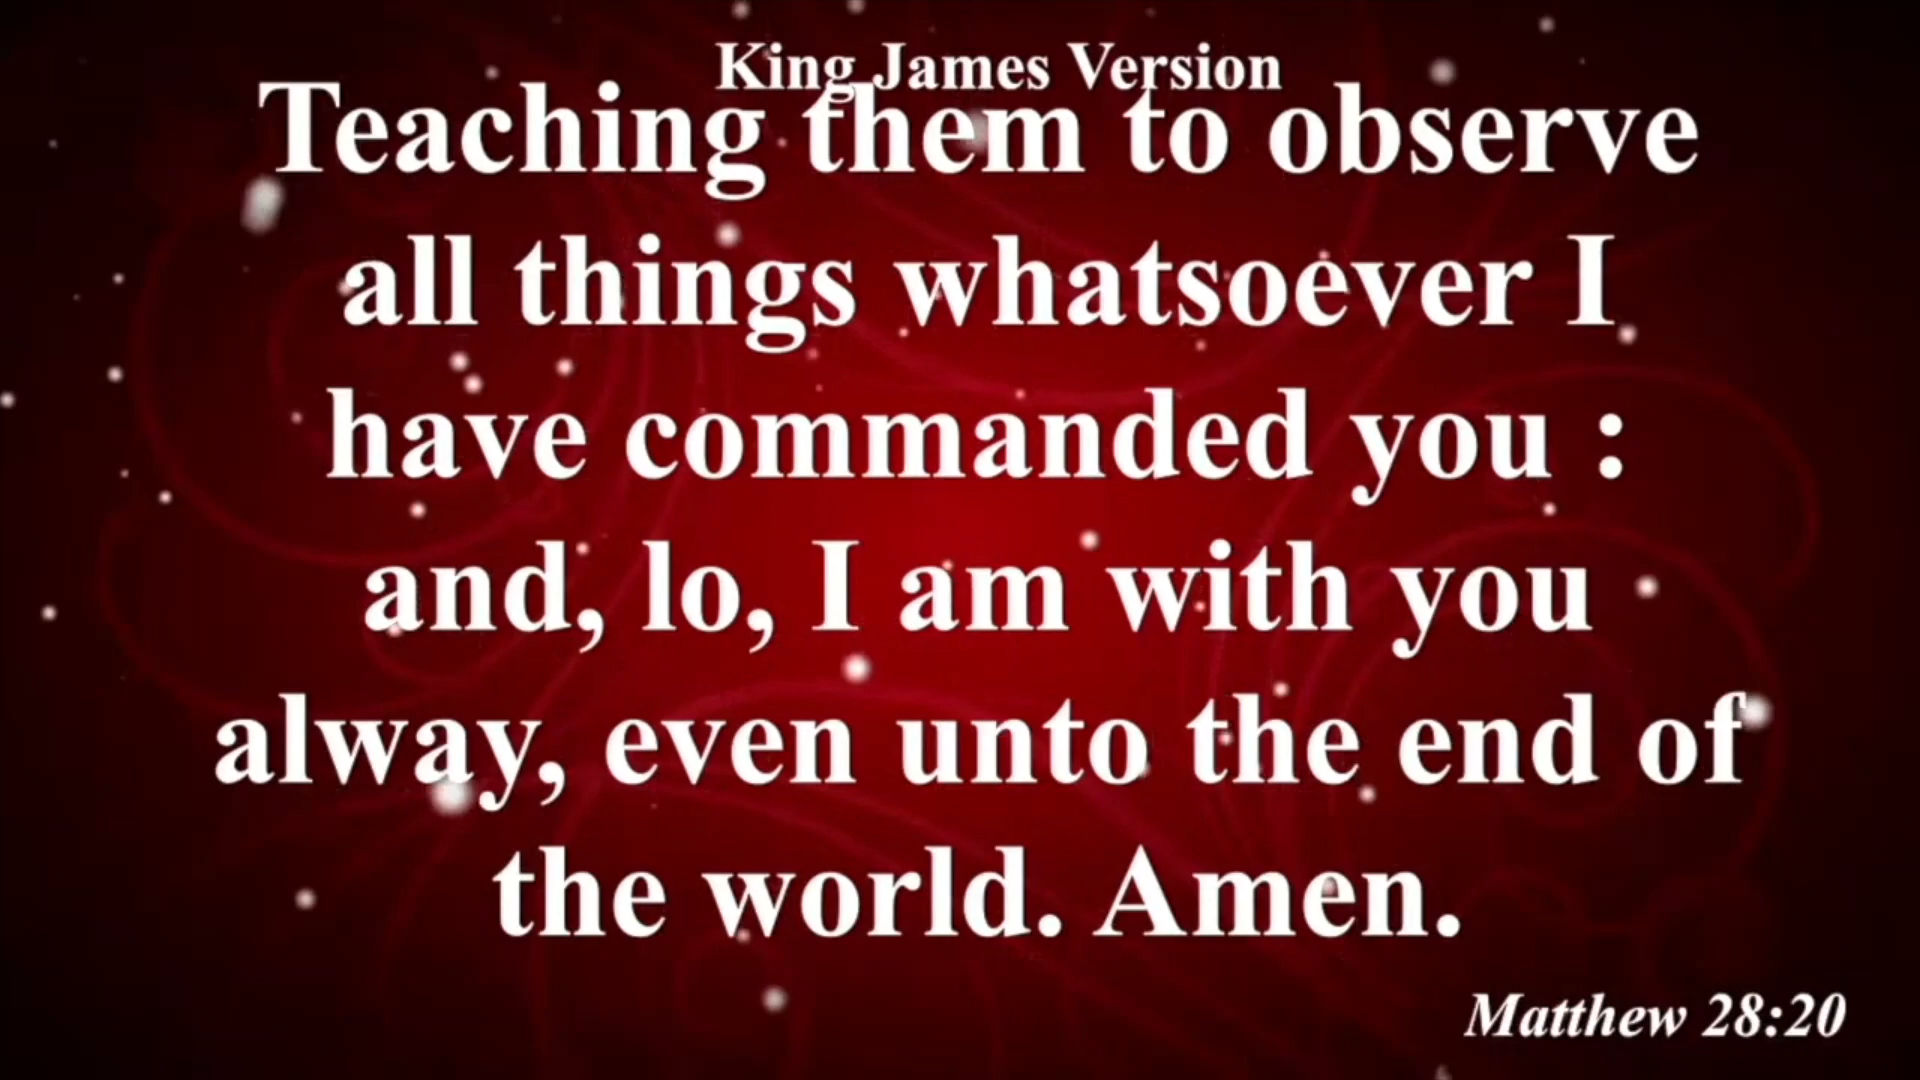 King James Version
Teaching them to observe
all things whatsoever I
have commanded you :
and, lo, I am with you
alway, even unto the end of
the world. Amen.
Matthew 28:20